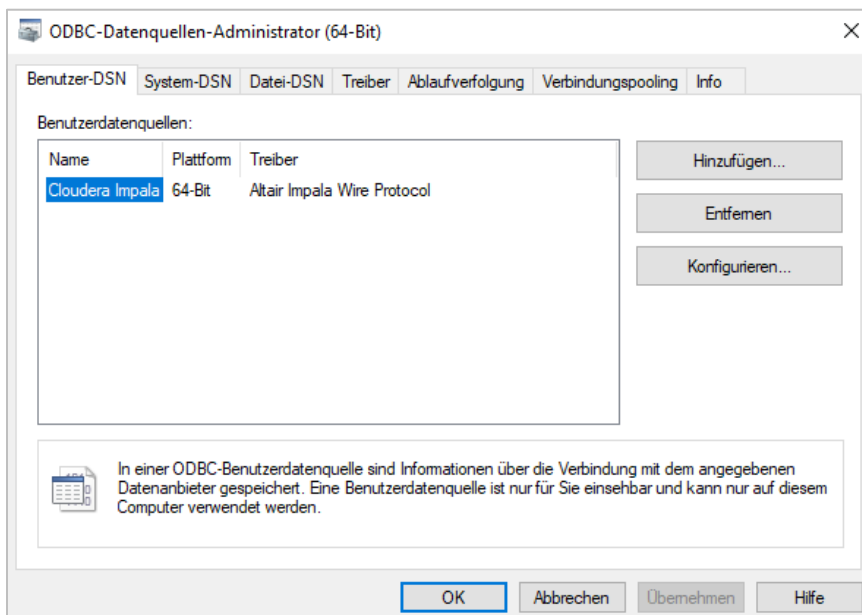 ODBC-Datenquellen-Administrator (64-Bit)
Benutzer-DSN System-DSN Datei-DSN Treiber Ablaufverfolgung Verbindungspooling Info
Benutzerdatenquellen:
Name Plattform Treiber
Cloudera Impala 64-Bit Altair Impala Wire Protocol
Hinzufügen...
Entfernen
Konfigurieren...
In einer ODBC-Benutzerdatenquelle sind Informationen über die Verbindung mit dem angegebenen
Datenanbieter gespeichert. Eine Benutzerdatenquelle ist nur für Sie einsehbar und kann nur auf diesem
Computer verwendet werden.
OK Abbrechen Übernehmen Hilfe